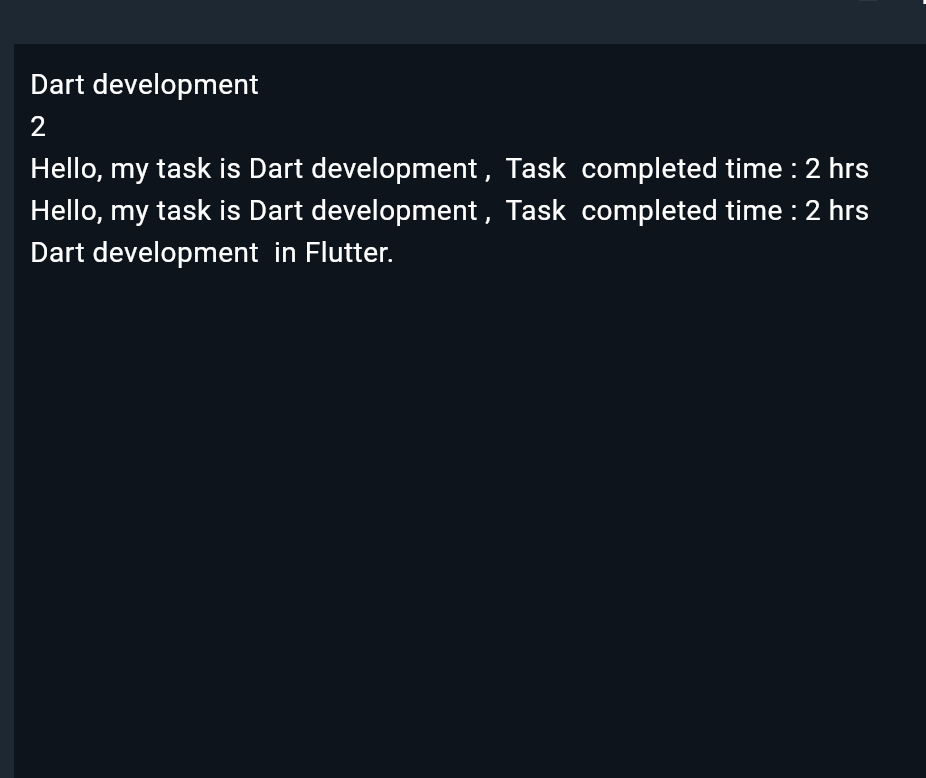 Dart development
2
Hello, my task is Dart development ,  Task  completed time : 2 hrs
Hello, my task is Dart development ,  Task  completed time : 2 hrs
Dart development  in Flutter.